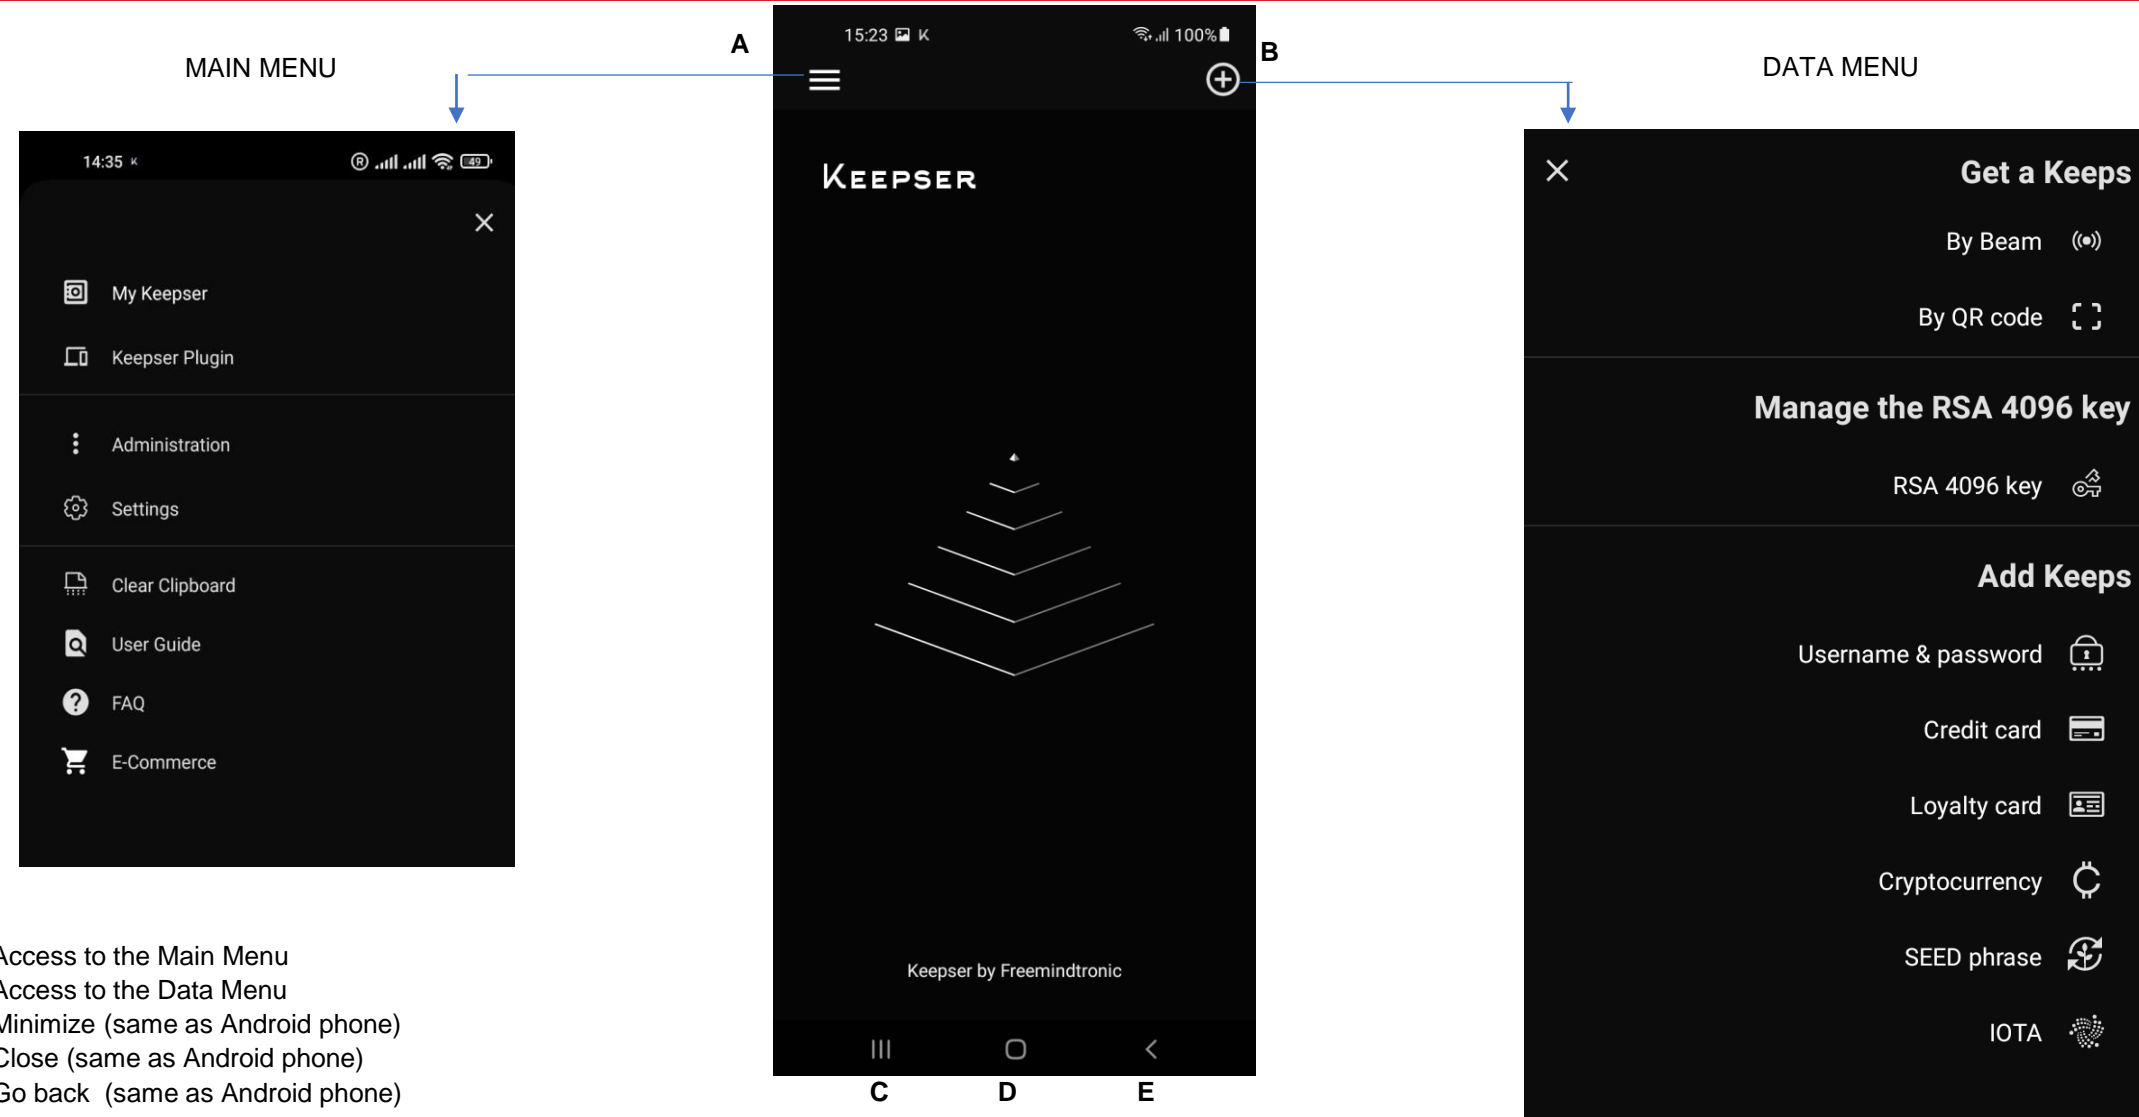 MAIN MENU
A
15:23 K
100%
B
DATA MENU
14:35 K
R
49
My Keepser
Keepser Plugin
Administration
Settings
Clear Clipboard
User Guide
FAQ
E-Commerce
KEEPSER
Keepser by Freemindtronic
C D E
Get a Keeps
By Beam
By QR code
Manage the RSA 4096 key
RSA 4096 key
Add Keeps
Username & password
Credit card
Loyalty card
Cryptocurrency
SEED phrase
IOTA
Access to the Main Menu
Access to the Data Menu
Minimize (same as Android phone)
Close (same as Android phone)
Go back (same as Android phone)